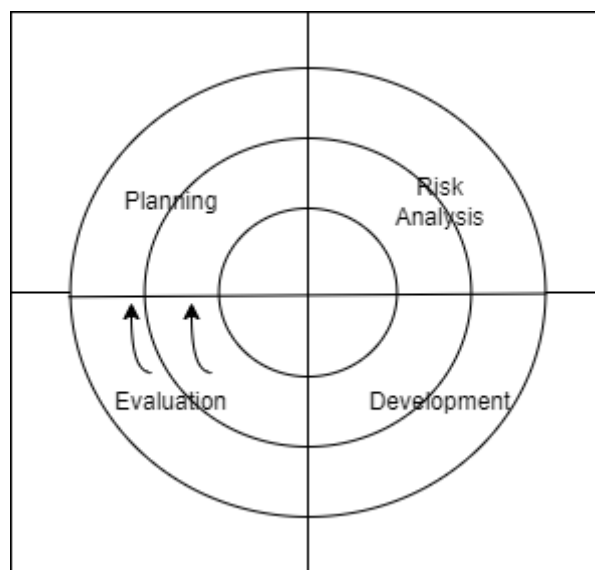 Planning
Risk
Analysis
Evaluation
Development